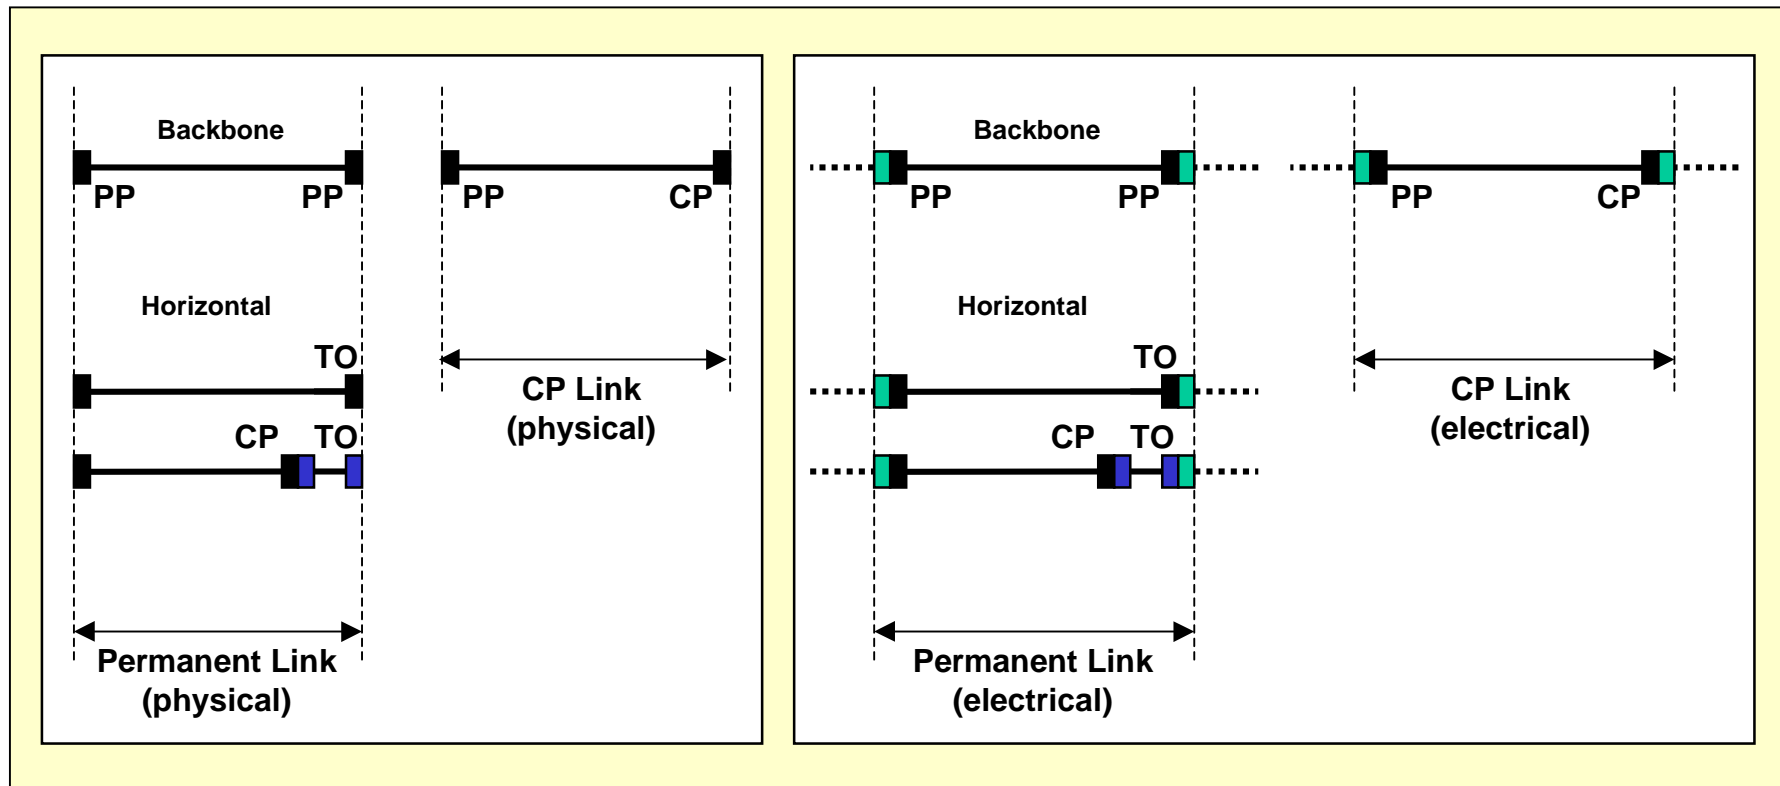 Backbone
PP PP
PP CP
Horizontal
TO
CP Link
(physical)
CP TO
Permanent Link
(physical)
Backbone
PP PP
PP CP
Horizontal
TO
CP Link
(electrical)
CP TO
Permanent Link
(electrical)